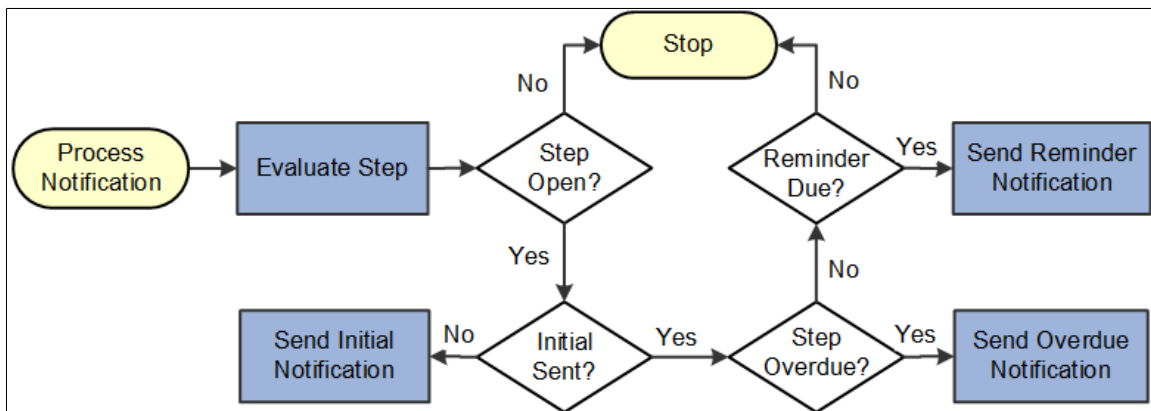 Stop
No
No
Process
Notification
Evaluate Step
Step
Open?
Reminder
Due?
Yes
Send Reminder
Notification
Yes
No
Send Initial
Notification
No
Initial
Sent?
Yes
Step
Overdue?
Yes
Send Overdue
Notification